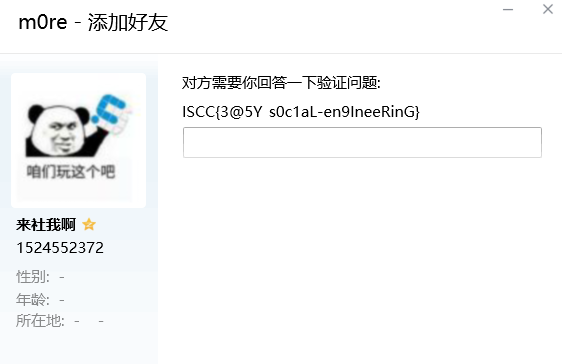 m0re - 添加好友
对方需要你回答一下验证问题:
ISCC{3@5Y s0c1aL-en9IneeRinG}
咱们玩这个吧
来社我啊
1524552372
性别: -
年龄: -
所在地: - -